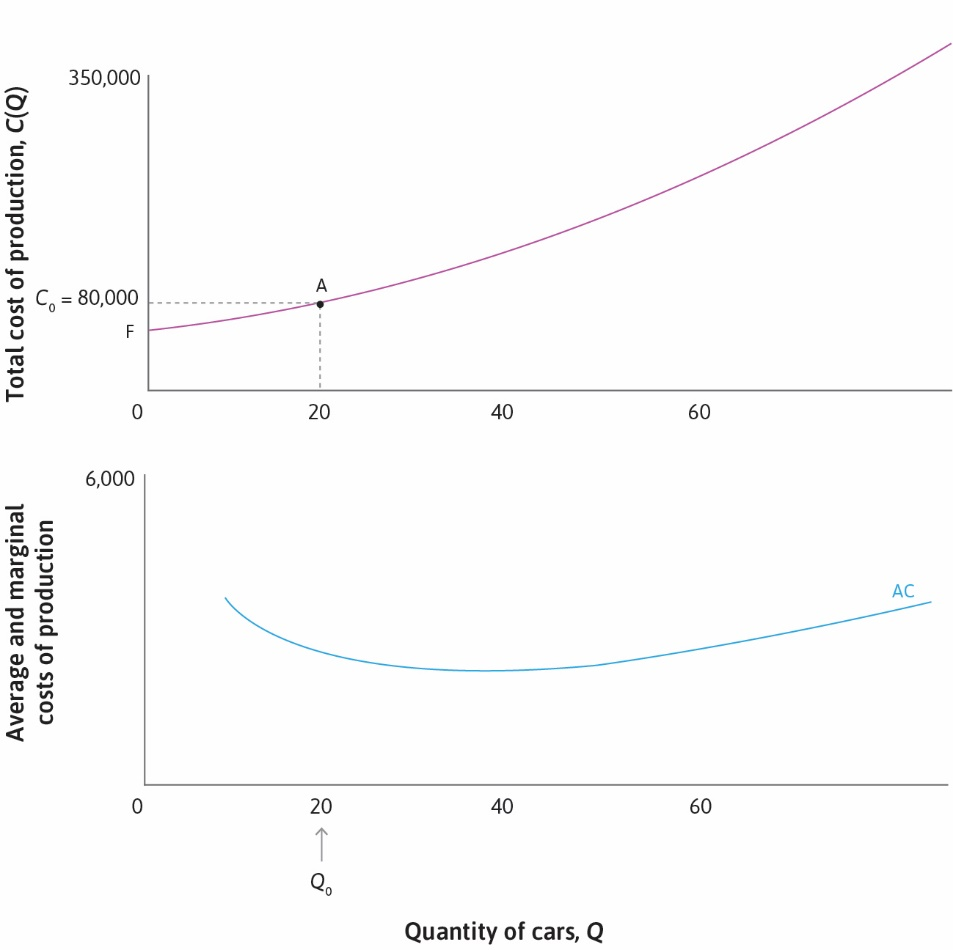 Total cost of production, C(Q)
350,000
A
C₀ = 80,000
F
0 20 40 60
Average and marginal
costs of production
6,000
AC
0 20 40 60
Q₀
Quantity of cars, Q